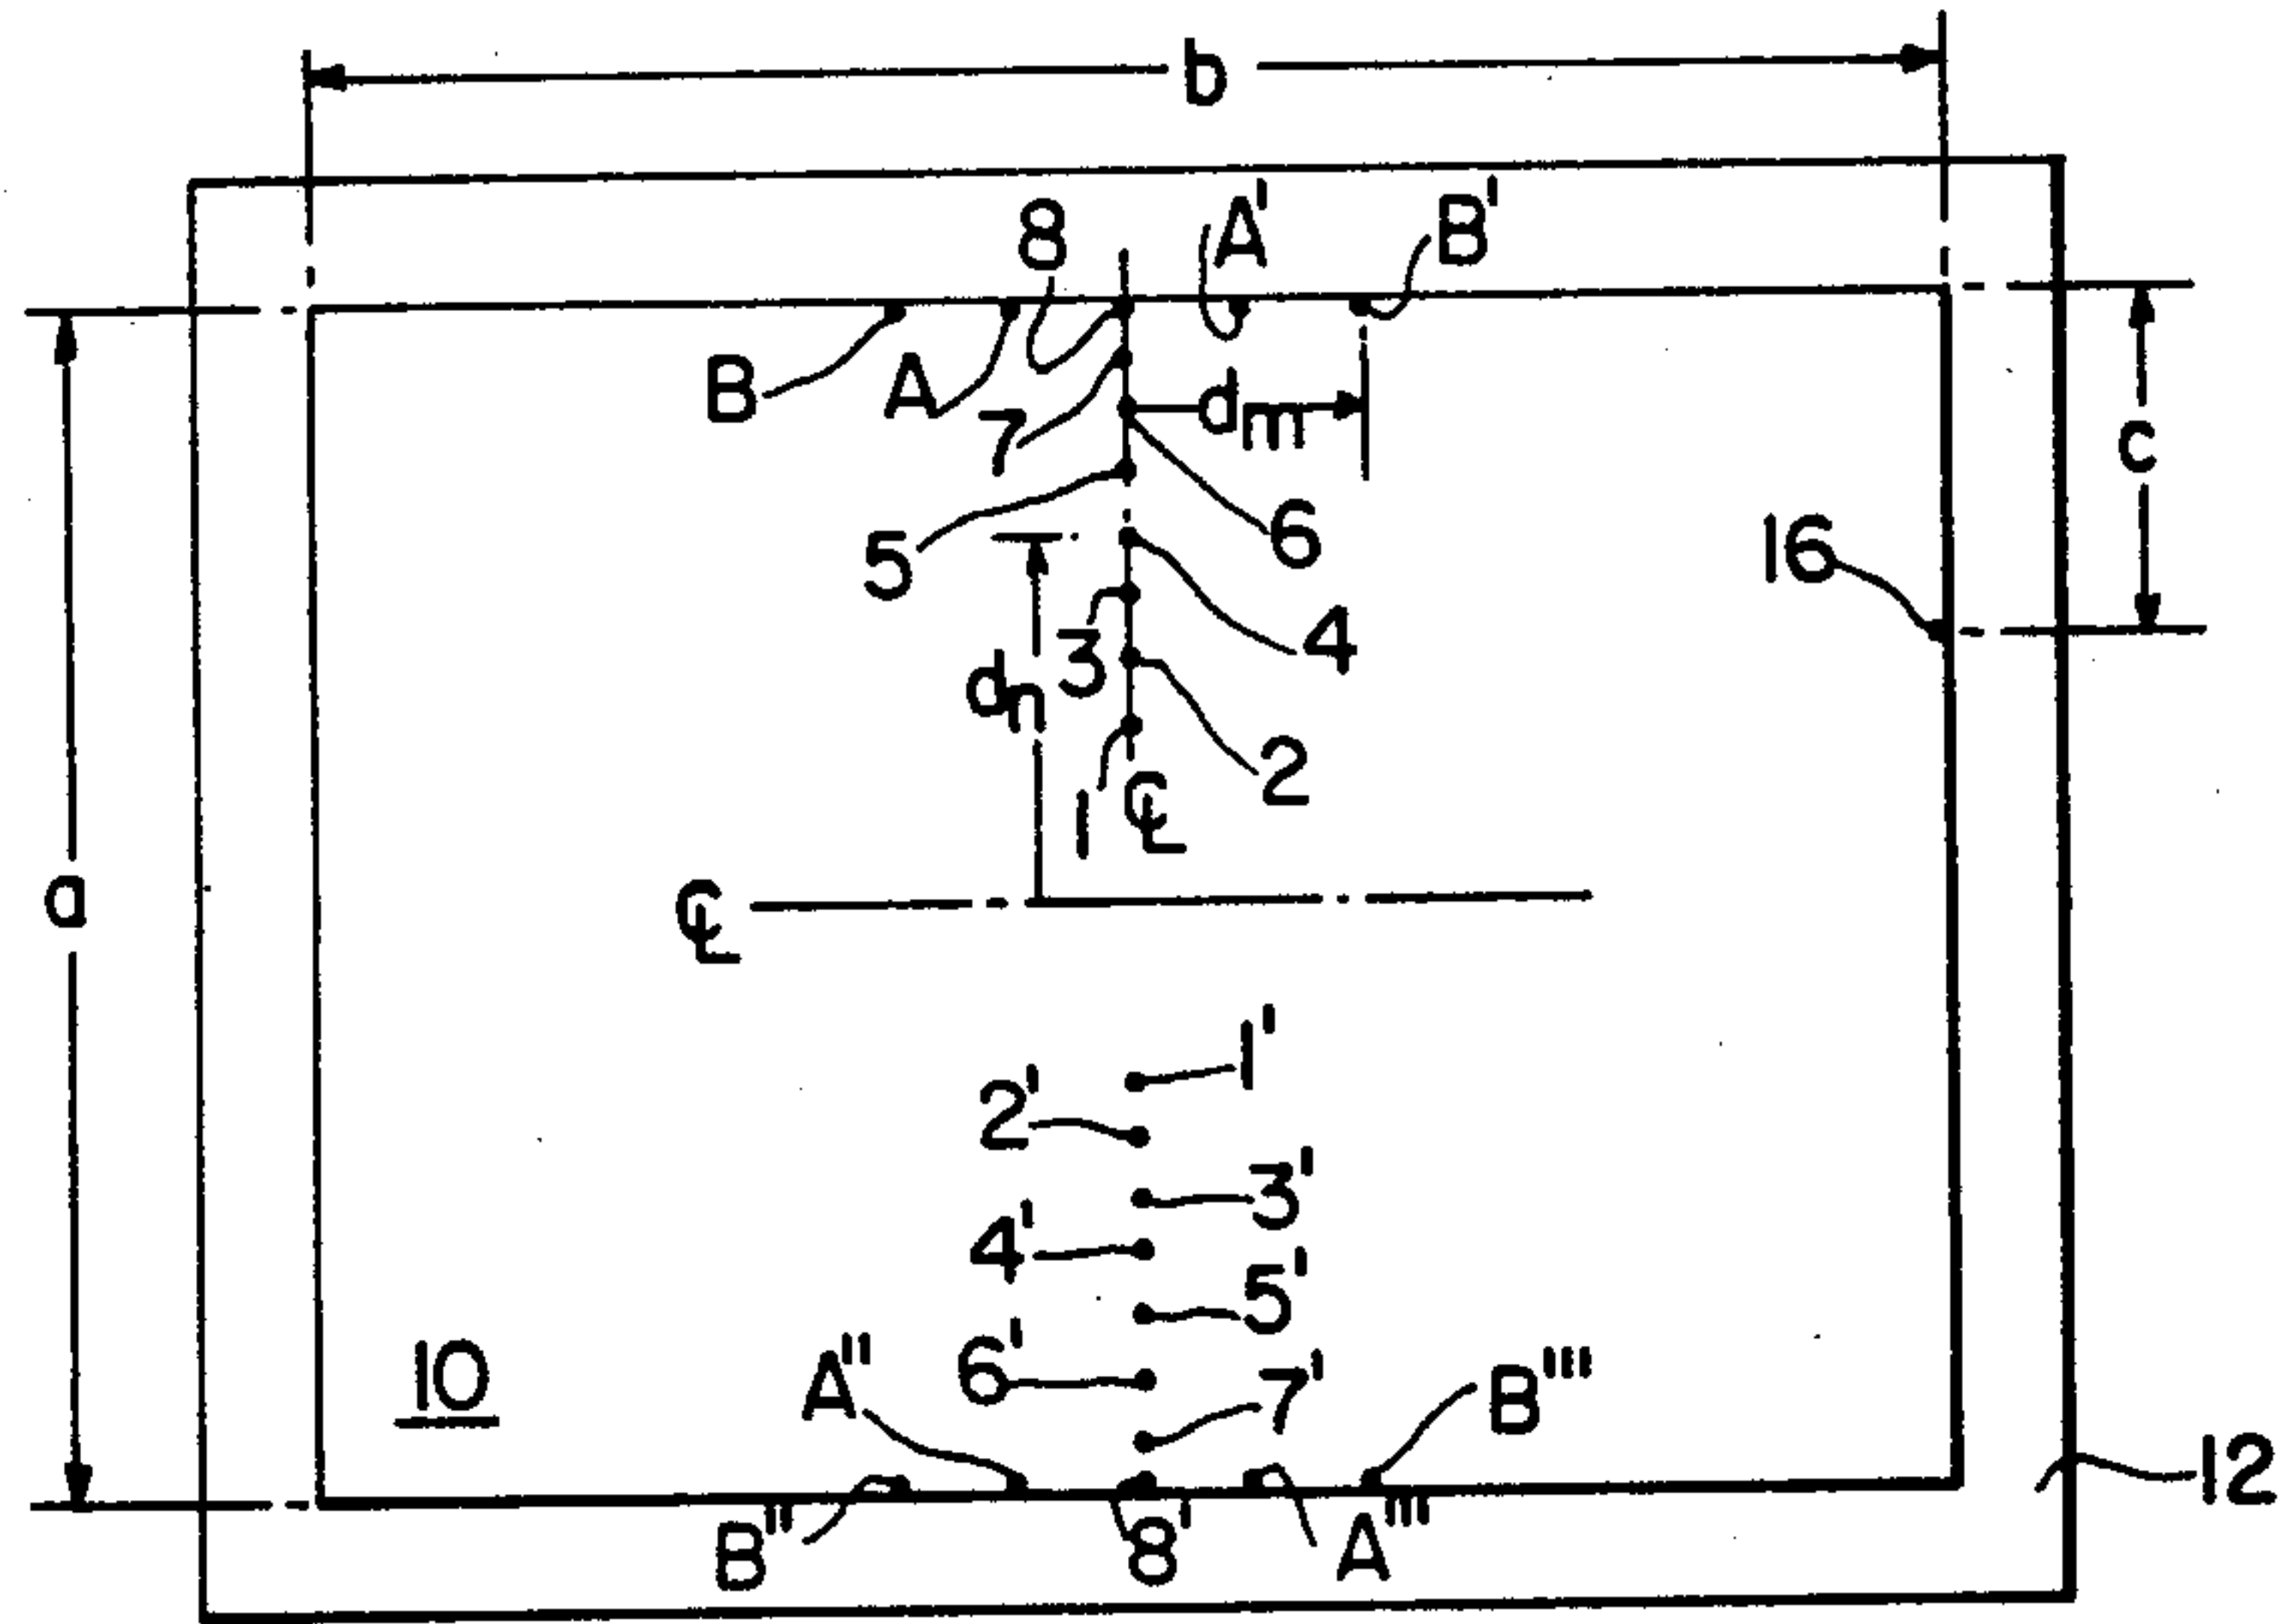 b
8 A' B'
B A 7 dm c
5 6 16
dn 3 4
1 ℄ 2
a ℄
1'
2'
3'
4'
5'
10 A" 6' 7' B"'
12
B" 8' A"'